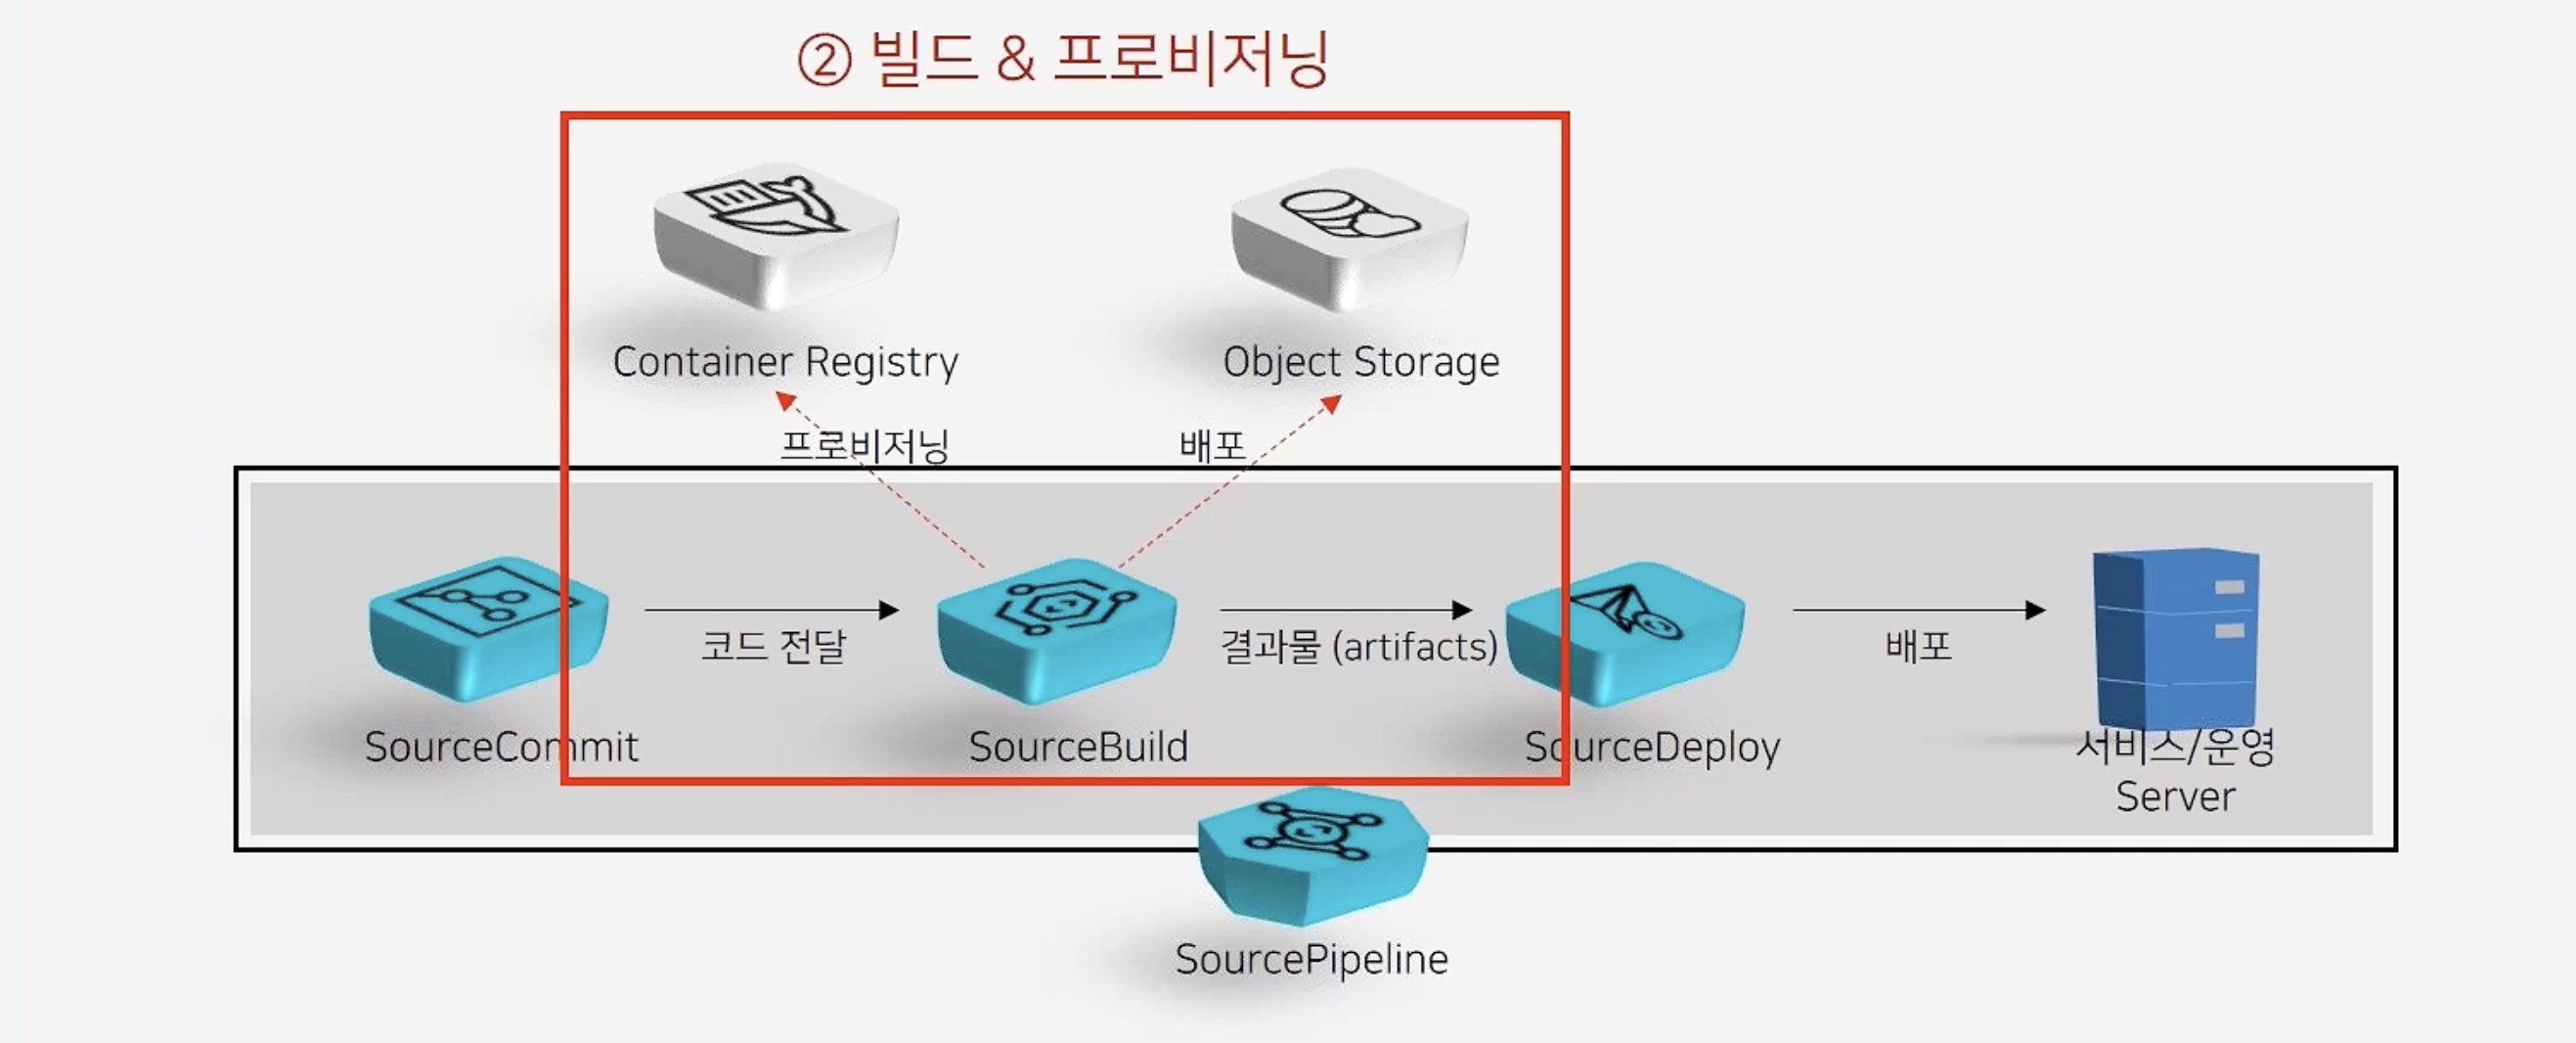 ② 빌드 & 프로비저닝
Container Registry
Object Storage
프로비저닝
배포
코드 전달
결과물 (artifacts)
배포
SourceCommit
SourceBuild
SourceDeploy
서비스/운영
Server
SourcePipeline